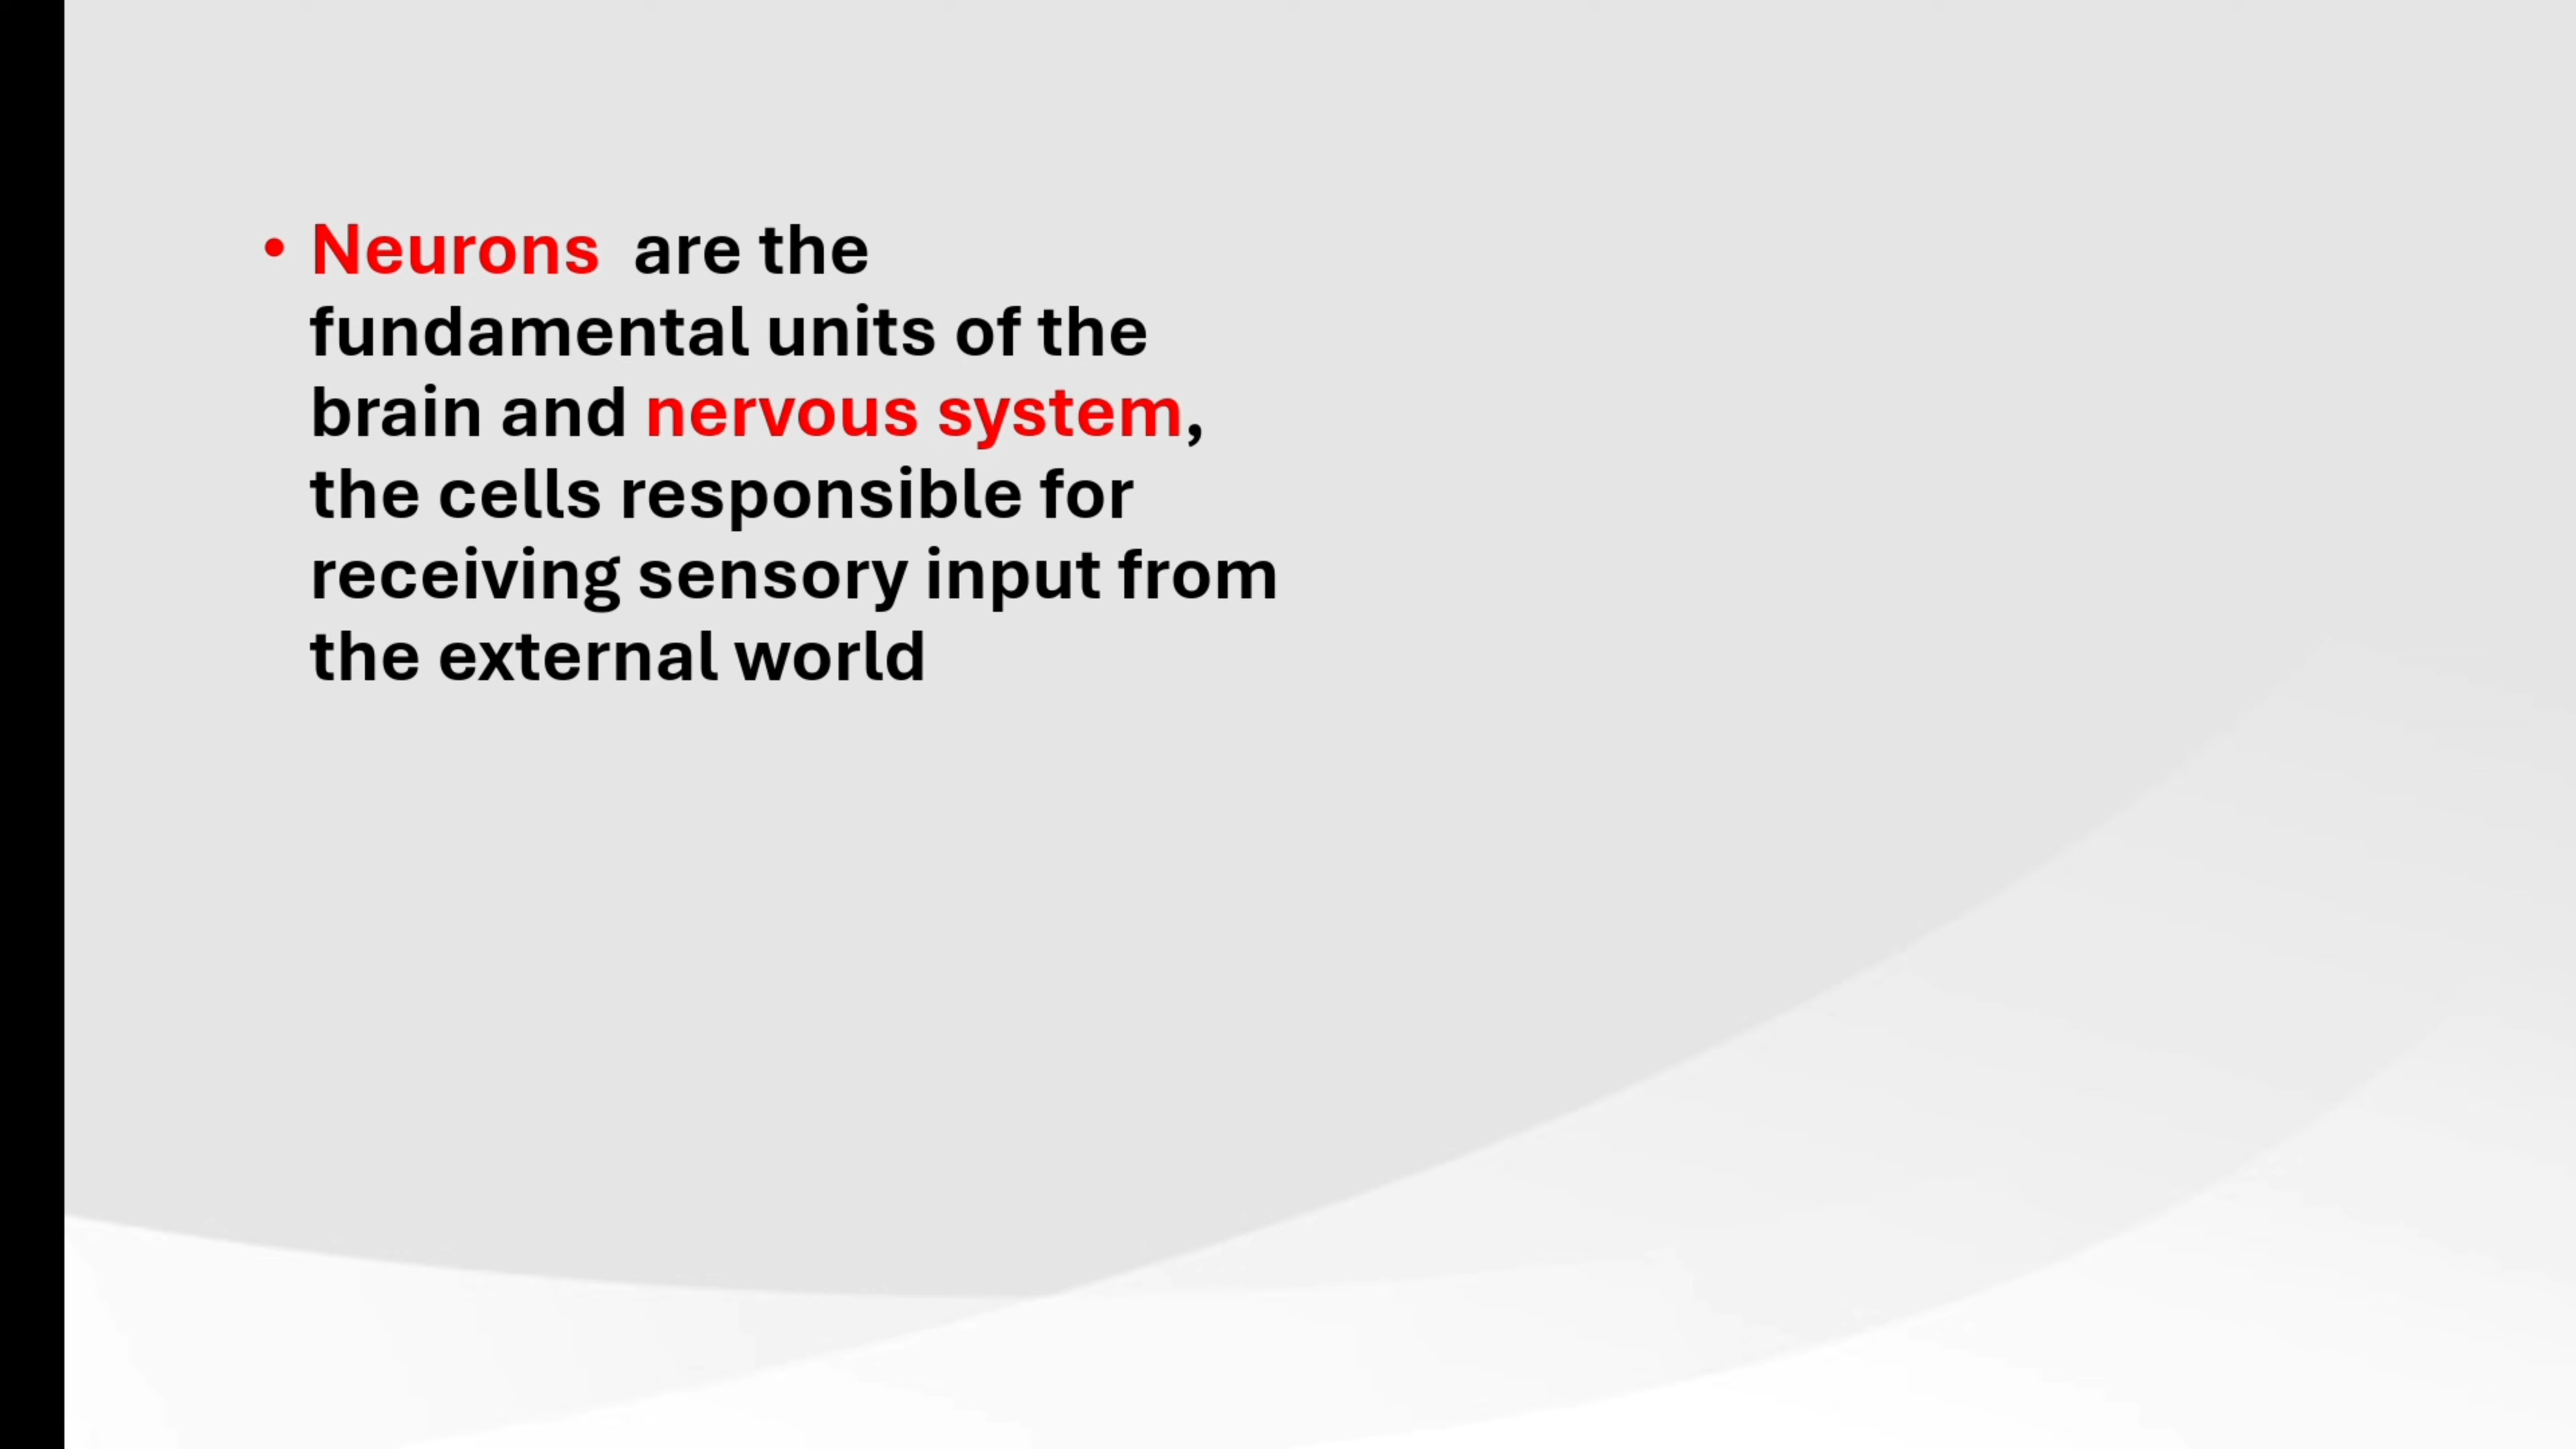 • Neurons  are the
fundamental units of the
brain and nervous system,
the cells responsible for
receiving sensory input from
the external world